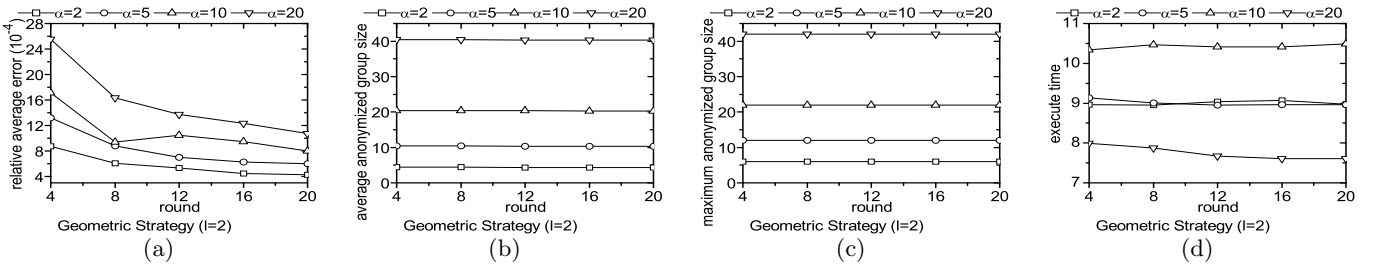 α=2 α=5 α=10 α=20
relative average error (10⁻⁴)
28
24
20
16
12
8
4
4 8 12 16 20
round
Geometric Strategy (l=2)
(a)
α=2 α=5 α=10 α=20
average anonymized group size
40
30
20
10
0
4 8 12 16 20
round
Geometric Strategy (l=2)
(b)
α=2 α=5 α=10 α=20
maximum anonymized group size
40
30
20
10
0
4 8 12 16 20
round
Geometric Strategy (l=2)
(c)
α=2 α=5 α=10 α=20
execute time
11
10
9
8
7
4 8 12 16 20
round
Geometric Strategy (l=2)
(d)